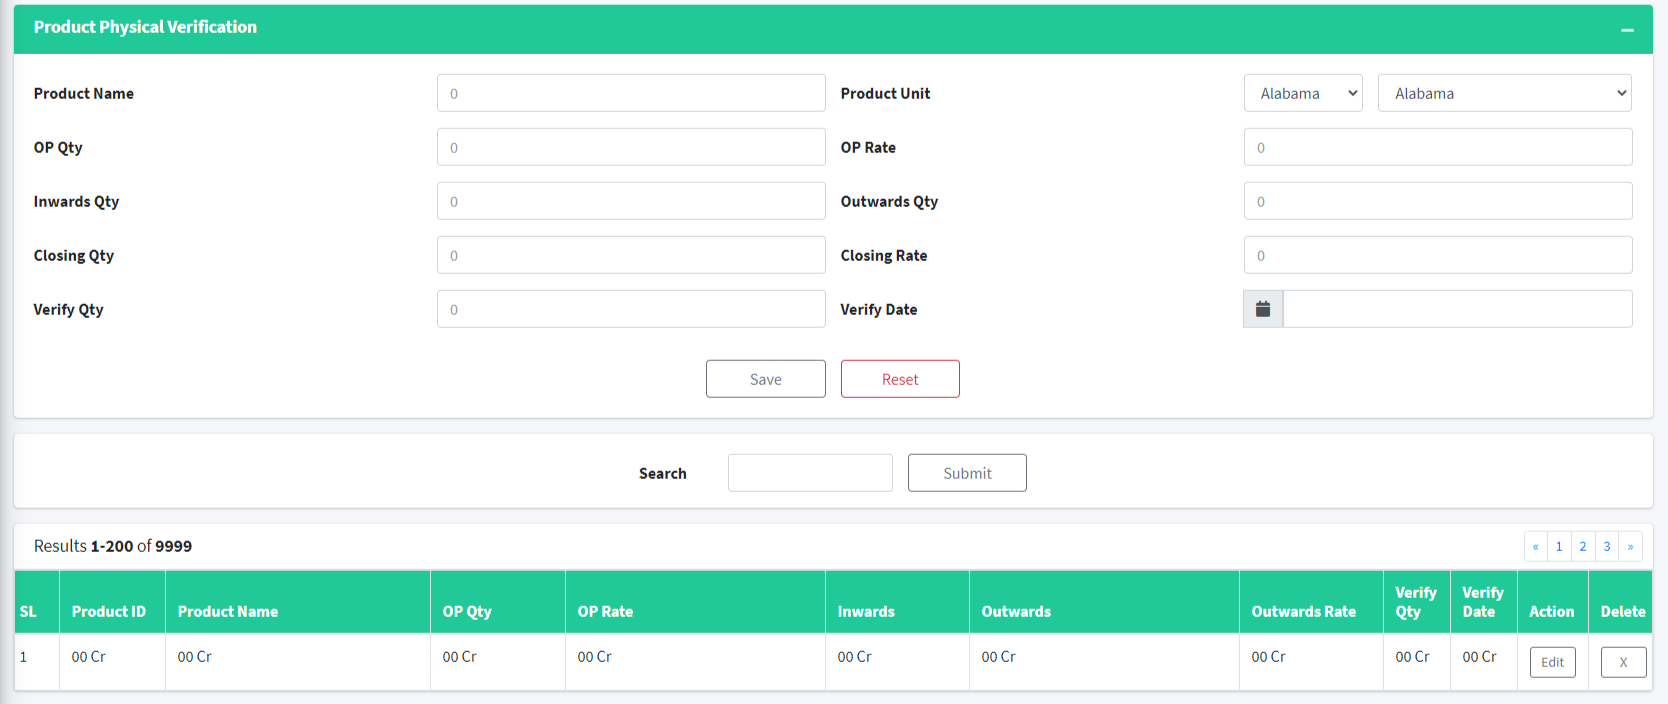 Product Physical Verification
Product Name 0 Product Unit Alabama Alabama
OP Qty 0 OP Rate 0
Inwards Qty 0 Outwards Qty 0
Closing Qty 0 Closing Rate 0
Verify Qty 0 Verify Date
Save Reset
Search Submit
Results 1-200 of 9999 « 1 2 3 »
SL Product ID Product Name OP Qty OP Rate Inwards Outwards Outwards Rate Verify Qty Verify Date Action Delete
1 00 Cr 00 Cr 00 Cr 00 Cr 00 Cr 00 Cr 00 Cr 00 Cr 00 Cr Edit X